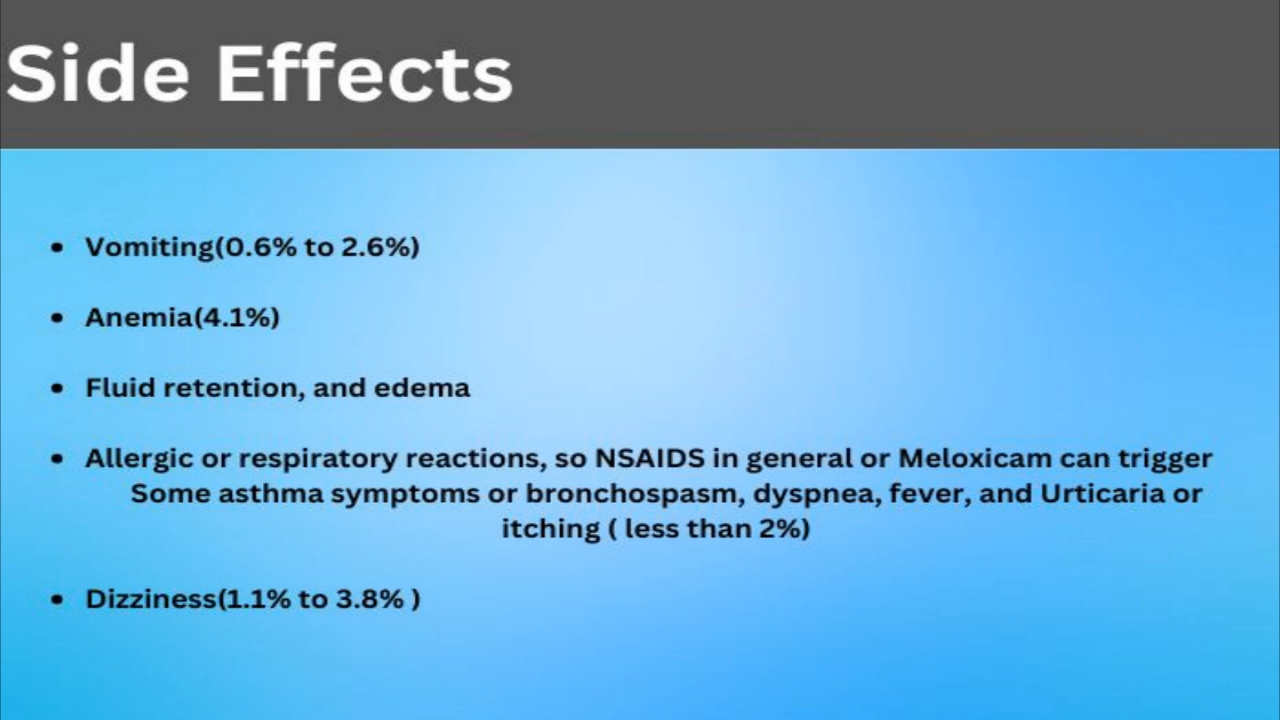 Side Effects
• Vomiting(0.6% to 2.6%)
• Anemia(4.1%)
• Fluid retention, and edema
• Allergic or respiratory reactions, so NSAIDS in general or Meloxicam can trigger
Some asthma symptoms or bronchospasm, dyspnea, fever, and Urticaria or
itching ( less than 2%)
• Dizziness(1.1% to 3.8% )